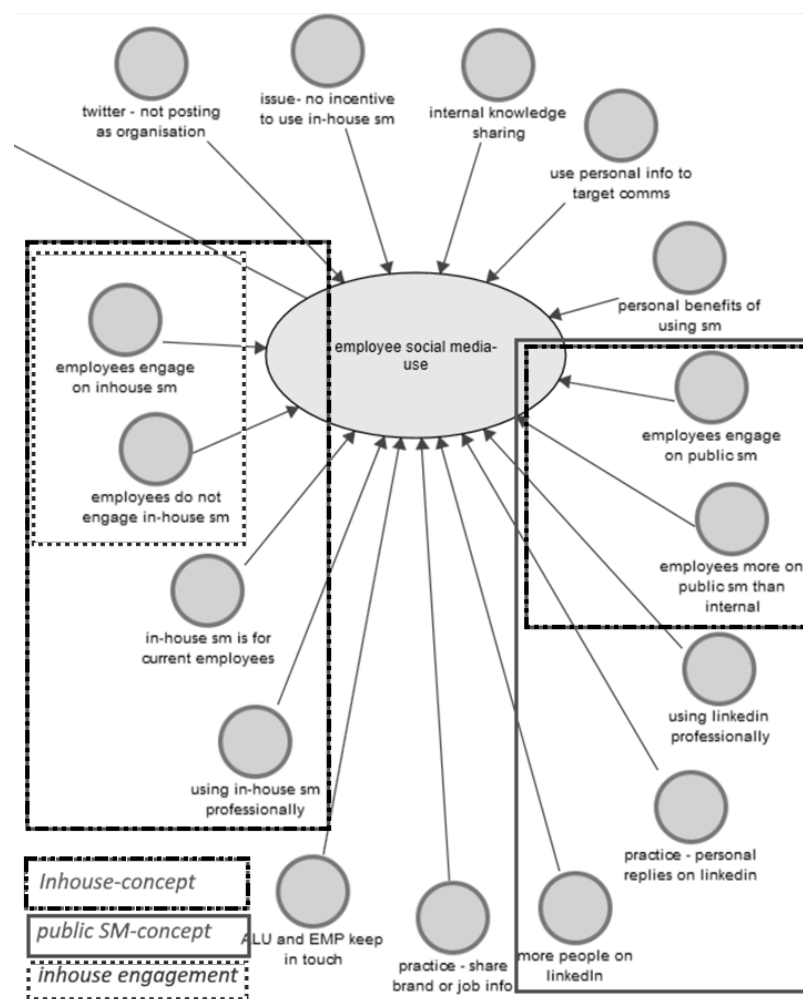 twitter - not posting
as organisation
issue- no incentive
to use in-house sm
internal knowledge
sharing
use personal info to
target comms
personal benefits of
using sm
employee social media-
use
employees engage
on inhouse sm
employees engage
on public sm
employees do not
engage in-house sm
employees more on
public sm than
internal
in-house sm is for
current employees
using linkedin
professionally
using in-house sm
professionally
practice - personal
replies on linkedin
ALU and EMP keep
in touch
practice - share
brand or job info
more people on
linkedIn
Inhouse-concept
public SM-concept
inhouse engagement